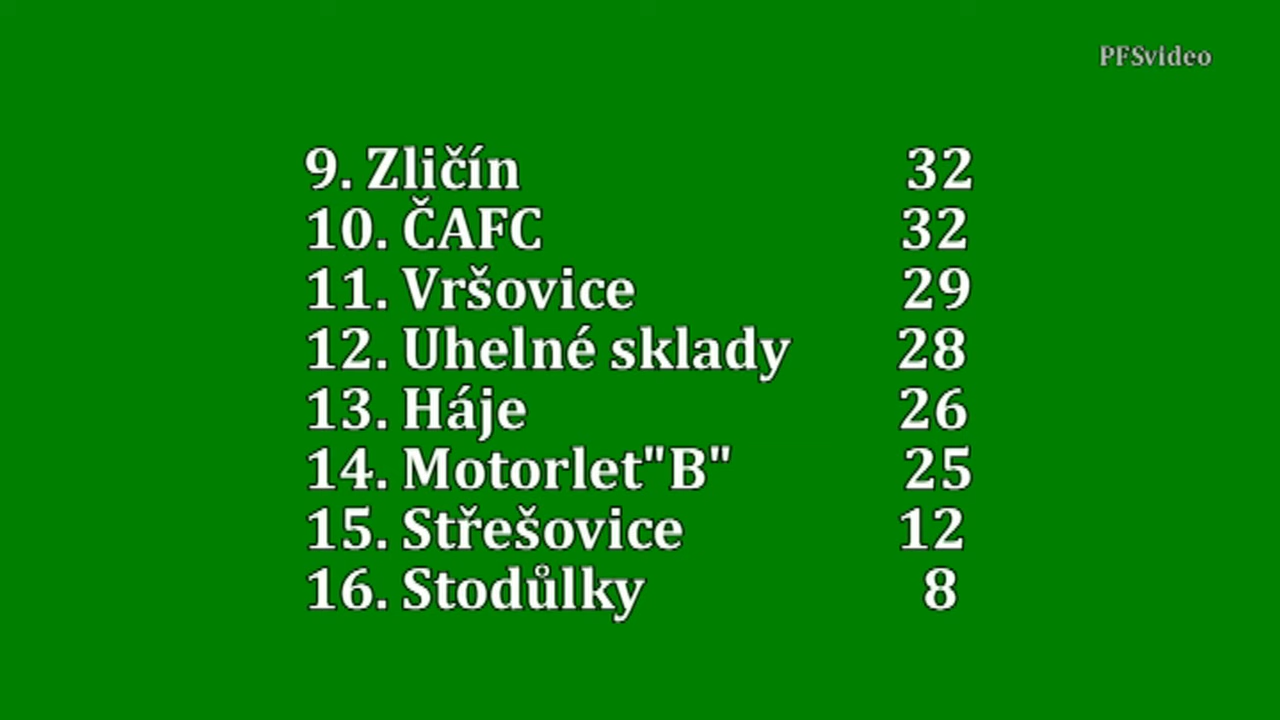 PFSvideo
9. Zličín 32
10. ČAFC 32
11. Vršovice 29
12. Uhelné sklady 28
13. Háje 26
14. Motorlet"B" 25
15. Střešovice 12
16. Stodůlky 8